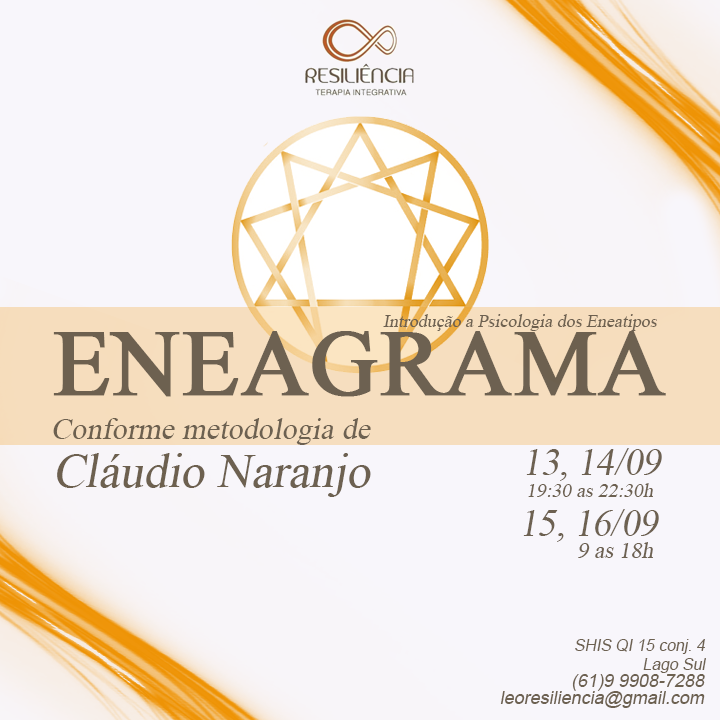 RESILIÊNCIA
TERAPIA INTEGRATIVA
Introdução a Psicologia dos Eneatipos
ENEAGRAMA
Conforme metodologia de
Cláudio Naranjo
13, 14/09
19:30 as 22:30h
15, 16/09
9 as 18h
SHIS QI 15 conj. 4
Lago Sul
(61)9 9908-7288
leoresiliencia@gmail.com